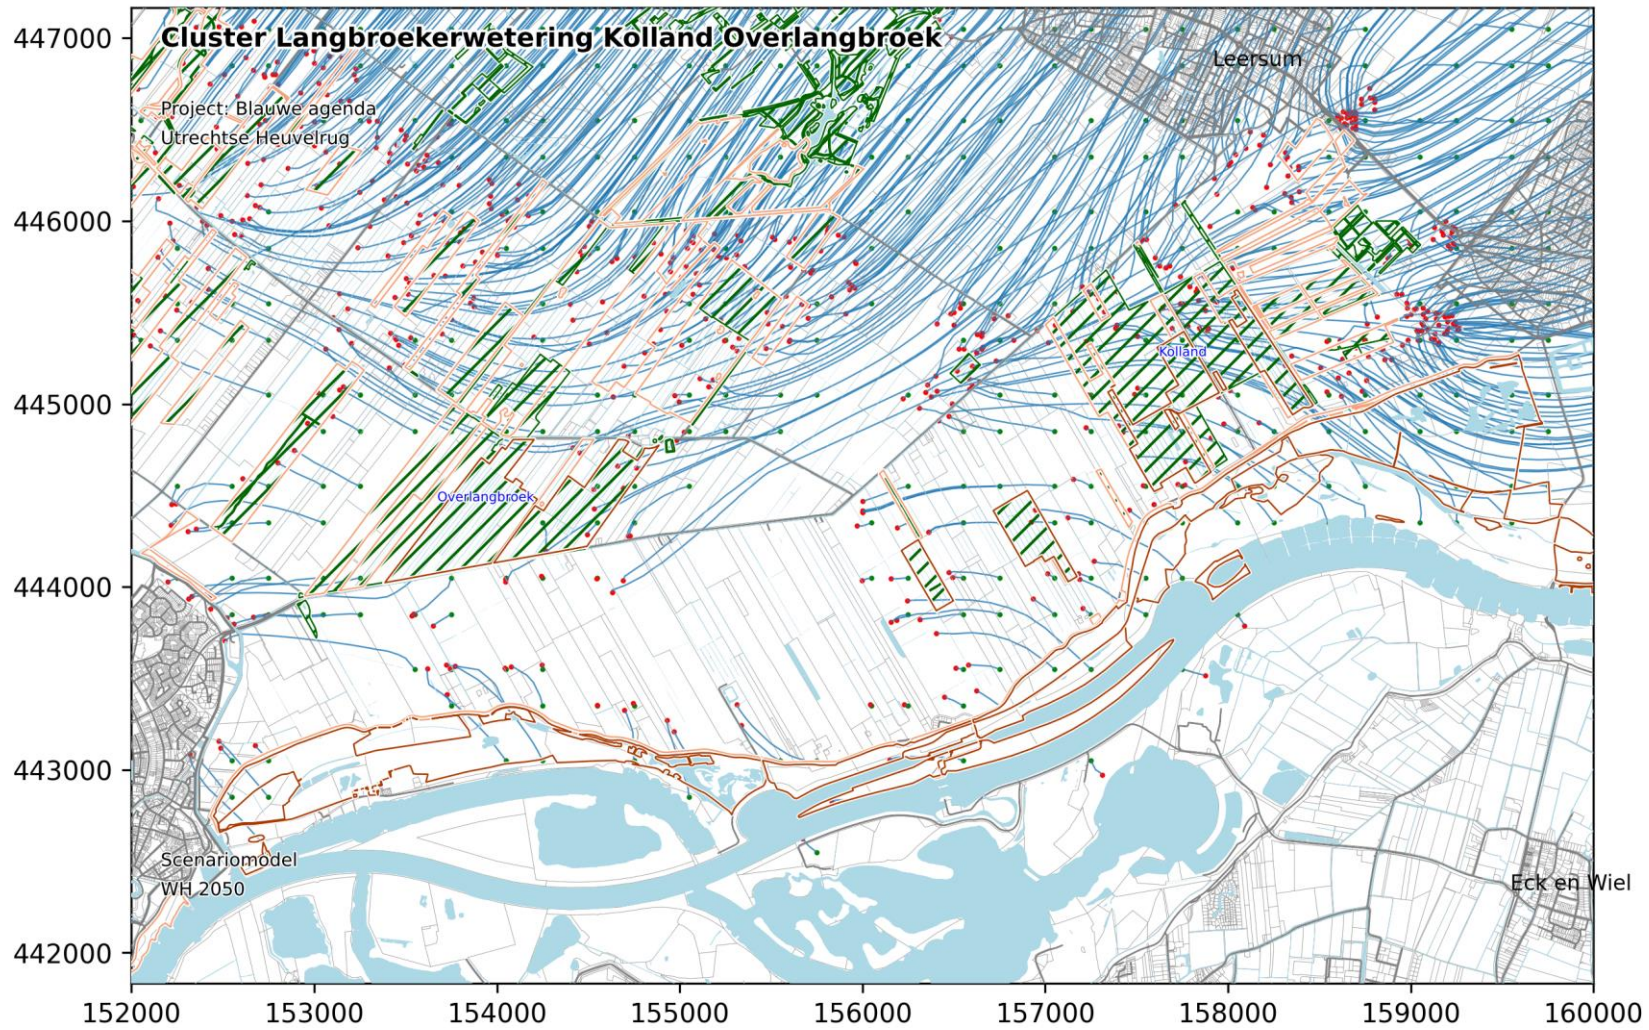 447000
446000
445000
444000
443000
442000
Cluster Langbroekerwetering Kolland Overlangbroek
Leersum
Project: Blauwe agenda
Utrechtse Heuvelrug
Kolland
Overlangbroek
Scenariomodel
WH 2050
Eck en Wiel
152000 153000 154000 155000 156000 157000 158000 159000 160000